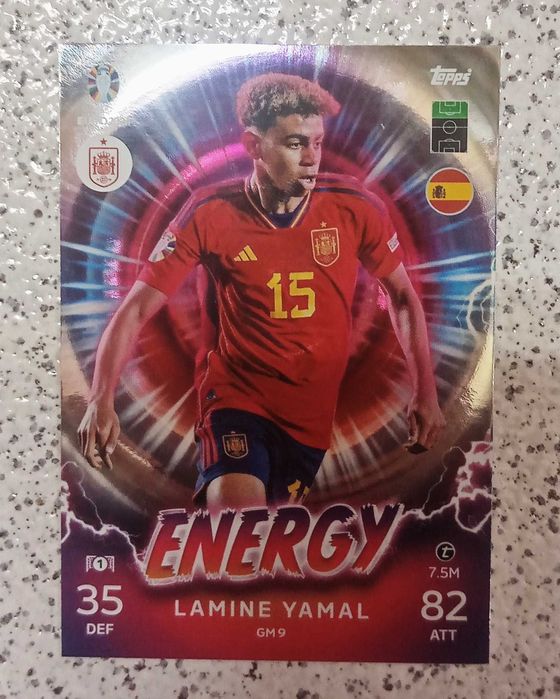 topps
15
ENERGY
1
7.5M
35
LAMINE YAMAL
82
DEF
GM 9
ATT